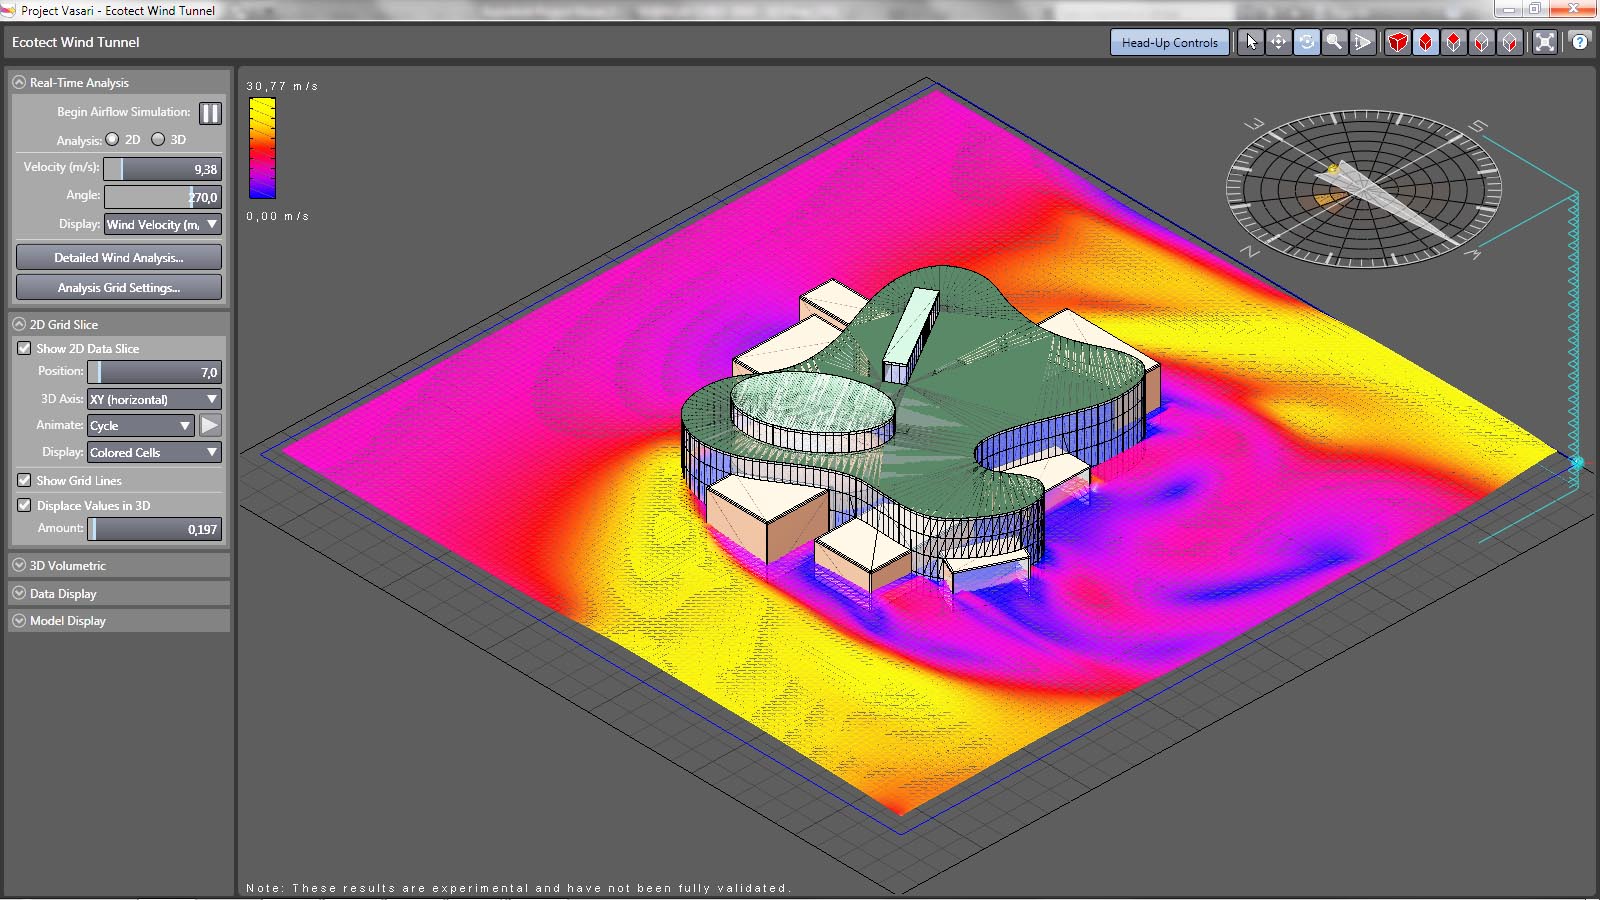 Project Vasari - Ecotect Wind Tunnel
Ecotect Wind Tunnel
Head-Up Controls
?
Real-Time Analysis
Begin Airflow Simulation:
Analysis: 2D 3D
Velocity (m/s): 9,38
Angle: 270,0
Display: Wind Velocity (m,
Detailed Wind Analysis...
Analysis Grid Settings...
2D Grid Slice
Show 2D Data Slice
Position: 7,0
3D Axis: XY (horizontal)
Animate: Cycle
Display: Colored Cells
Show Grid Lines
Displace Values in 3D
Amount: 0,197
3D Volumetric
Data Display
Model Display
30,77 m/s
0,00 m/s
E
S
N
W
Note: These results are experimental and have not been fully validated.